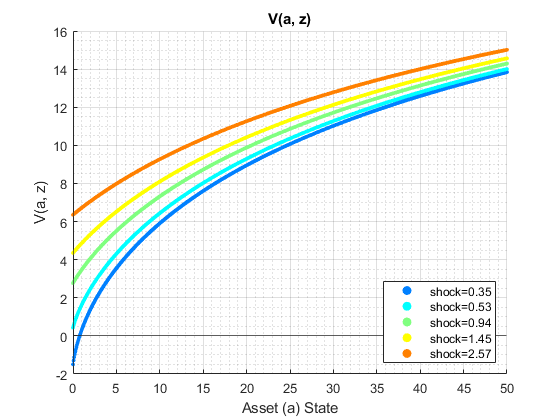 V(a, z)
16
14
12
10
8
6
4
2
0
-2
V(a, z)
shock=0.35
shock=0.53
shock=0.94
shock=1.45
shock=2.57
0 5 10 15 20 25 30 35 40 45 50
Asset (a) State